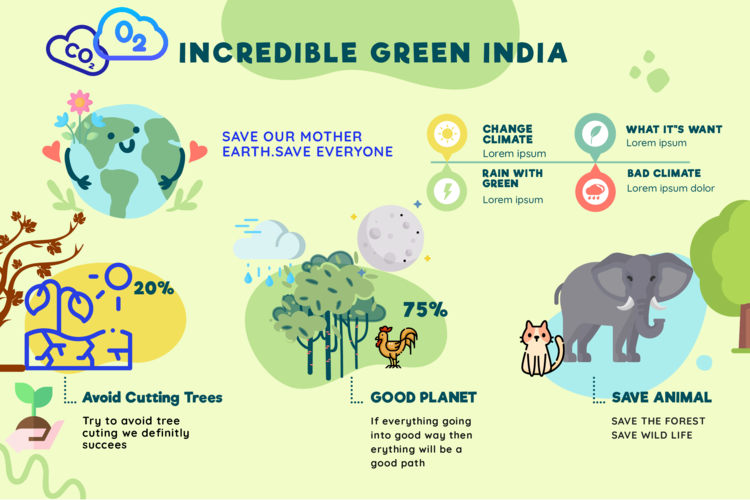 CO2
O2
INCREDIBLE GREEN INDIA
SAVE OUR MOTHER
EARTH.SAVE EVERYONE
CHANGE
CLIMATE
Lorem ipsum
WHAT IT"S WANT
Lorem ipsum
RAIN WITH
GREEN
Lorem ipsum
BAD CLIMATE
Lorem ipsum dolor
20%
75%
Avoid Cutting Trees
Try to avoid tree
cuting we definitly
succees
GOOD PLANET
If everything going
into good way then
erything will be a
good path
SAVE ANIMAL
SAVE THE FOREST
SAVE WILD LIFE